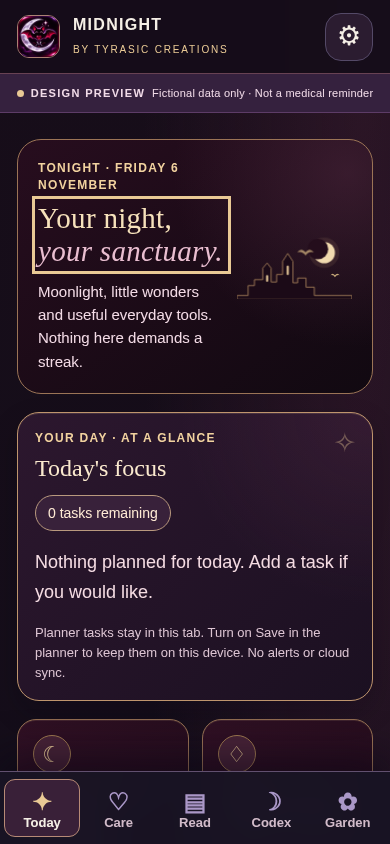 MIDNIGHT
BY TYRASIC CREATIONS
DESIGN PREVIEW Fictional data only · Not a medical reminder
TONIGHT · FRIDAY 6
NOVEMBER
Your night,
your sanctuary.
Moonlight, little wonders
and useful everyday tools.
Nothing here demands a
streak.
YOUR DAY · AT A GLANCE
Today's focus
0 tasks remaining
Nothing planned for today. Add a task if
you would like.
Planner tasks stay in this tab. Turn on Save in the
planner to keep them on this device. No alerts or cloud
sync.
Today Care Read Codex Garden